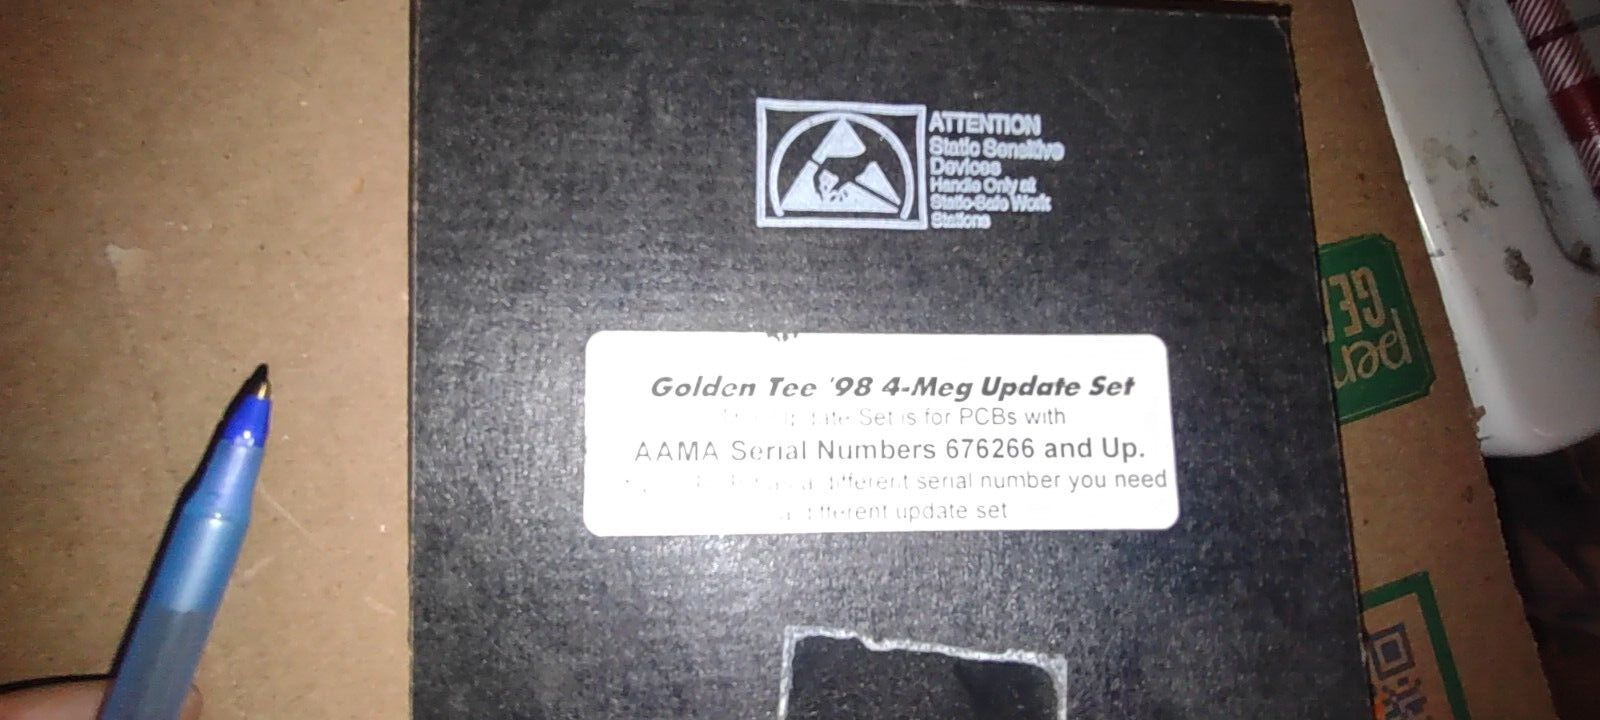 ATTENTION
Static Sensitive
Devices
Handle Only at
Static-Safe Work
Stations
Golden Tee '98 4-Meg Update Set
Set is for PCBs with
AAMA Serial Numbers 676266 and Up.
different serial number you need
different update set